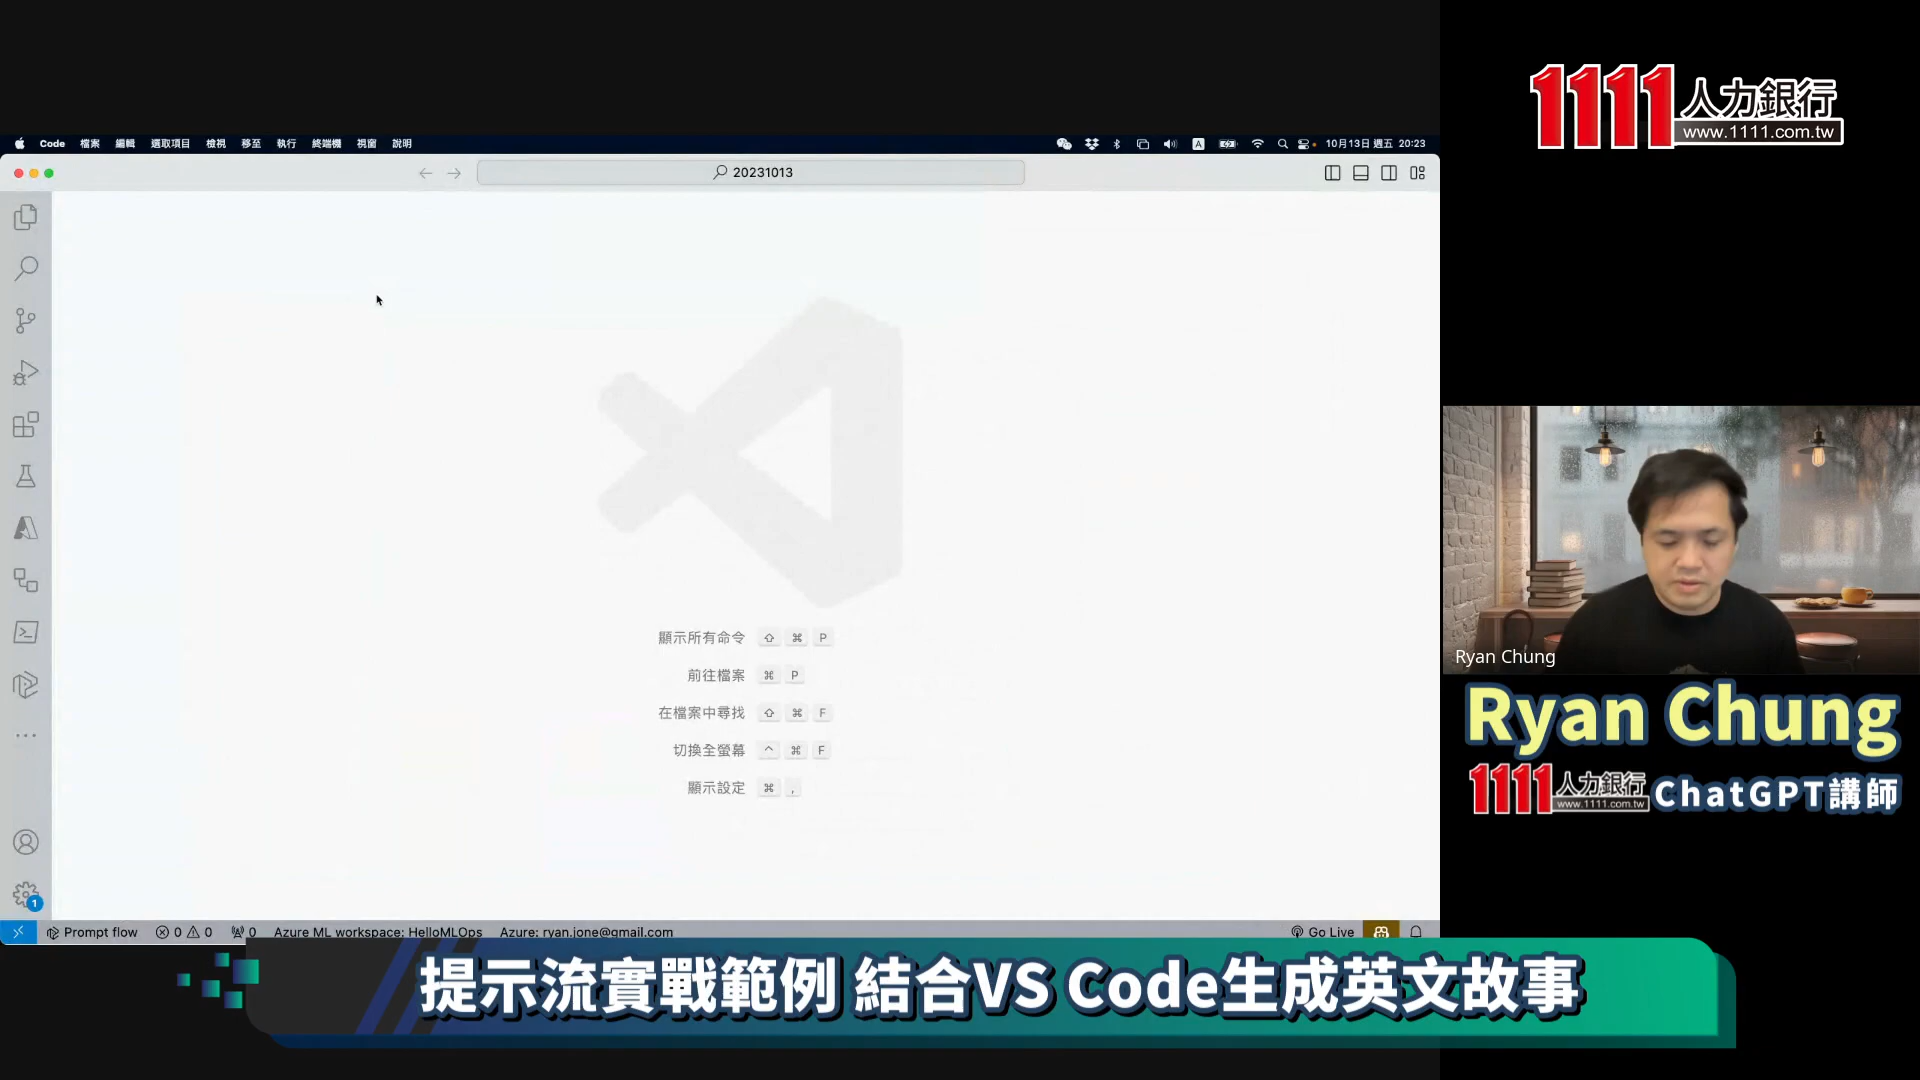 Code 檔案 編輯 選取項目 檢視 移至 執行 終端機 視窗 說明
A
10月13日 週五 20:23
20231013
顯示所有命令 ⇧ ⌘ P
前往檔案 ⌘ P
在檔案中尋找 ⇧ ⌘ F
切換全螢幕 ^ ⌘ F
顯示設定 ⌘ ,
1
Prompt flow 0 0 0 Azure ML workspace: HelloMLOps Azure: ryan.jone@gmail.com Go Live
提示流實戰範例 結合VS Code生成英文故事
1111人力銀行
www.1111.com.tw
Ryan Chung
Ryan Chung
1111人力銀行 ChatGPT講師
www.1111.com.tw